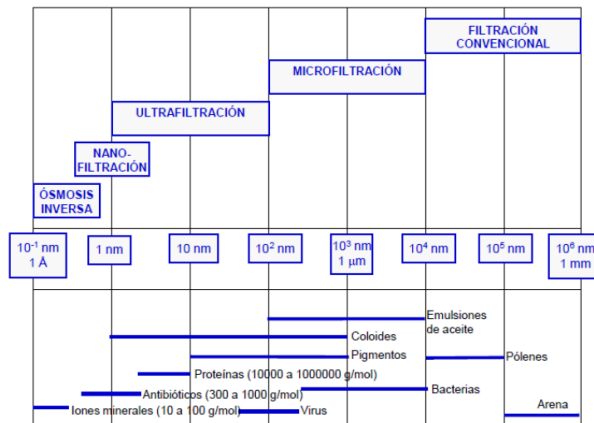 FILTRACIÓN
CONVENCIONAL
MICROFILTRACIÓN
ULTRAFILTRACIÓN
NANO-
FILTRACIÓN
ÓSMOSIS
INVERSA
10⁻¹ nm
1 Å
1 nm
10 nm
10² nm
10³ nm
1 μm
10⁴ nm
10⁵ nm
10⁶ nm
1 mm
Emulsiones
de aceite
Coloides
Pigmentos
Pólenes
Proteínas (10000 a 1000000 g/mol)
Antibióticos (300 a 1000 g/mol)
Bacterias
Iones minerales (10 a 100 g/mol)
Virus
Arena